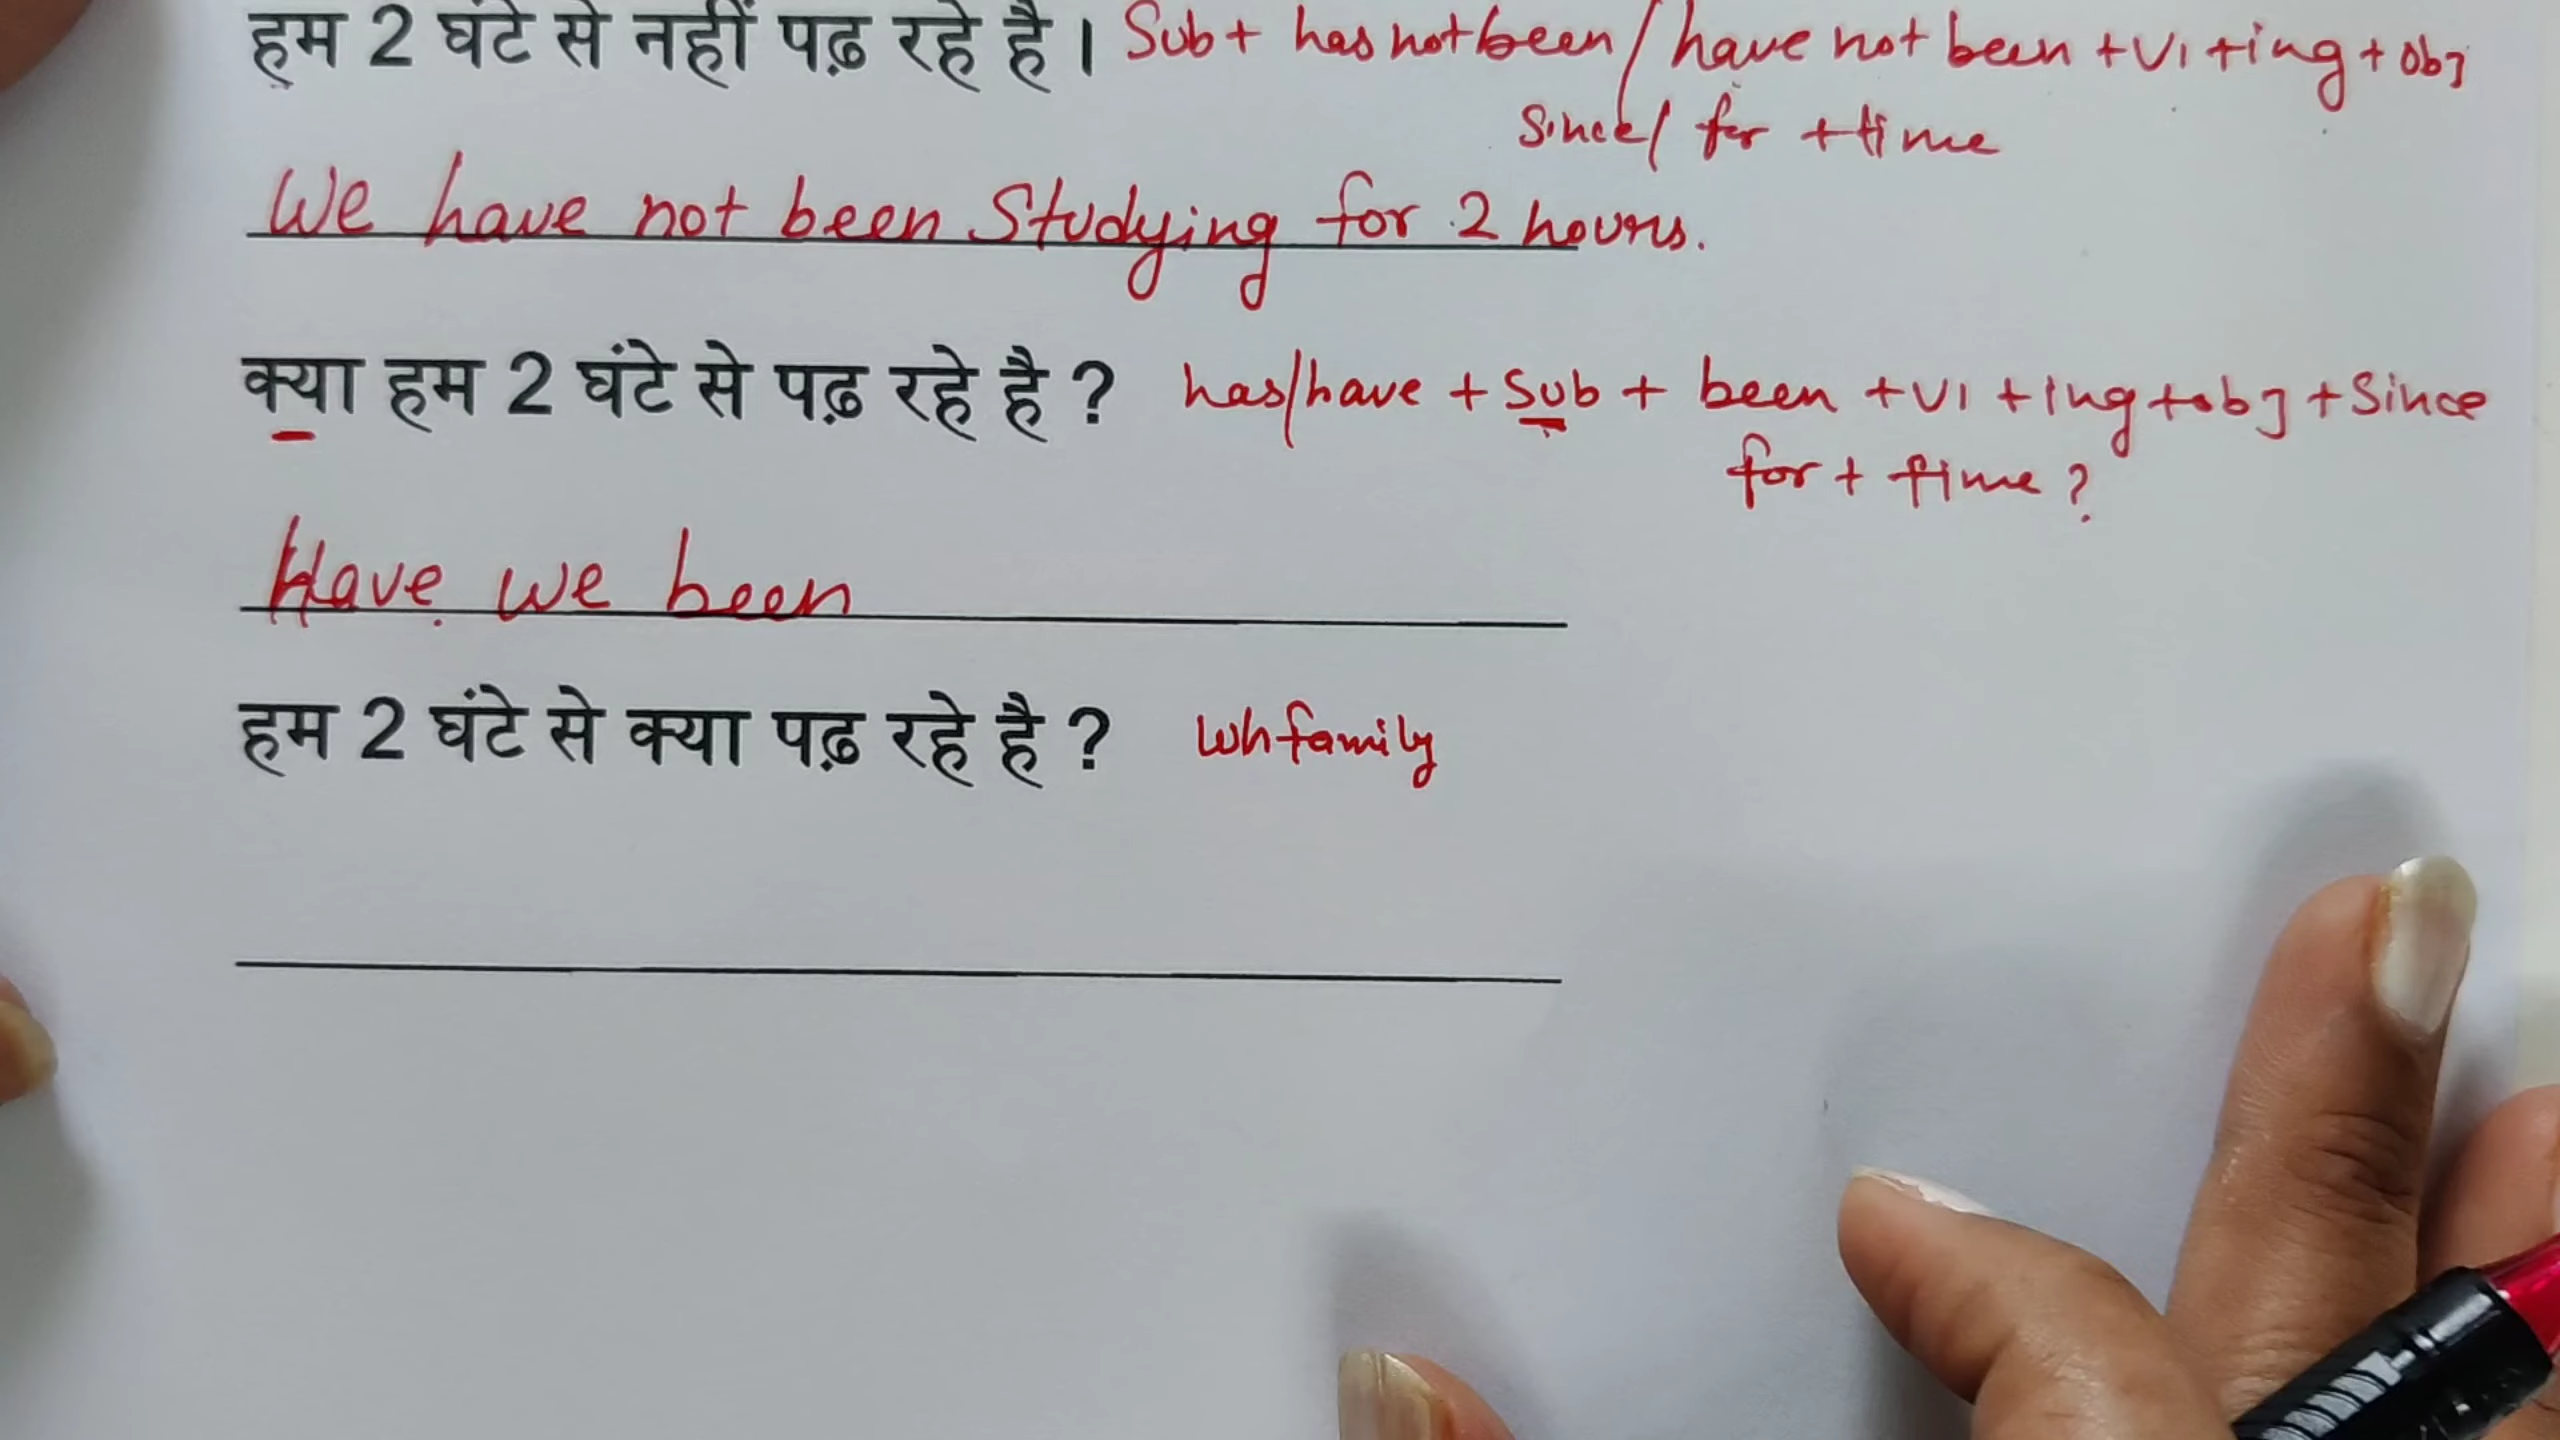 हम 2 घंटे से नहीं पढ़ रहे है । Sub + has not been / have not been + V1 + ing + obj
Since / for + time
We have not been Studying for 2 hours.
क्या हम 2 घंटे से पढ़ रहे है ? has/have + Sub + been + V1 + ing + obj + Since
for + time ?
Have we been
हम 2 घंटे से क्या पढ़ रहे है ? Wh family